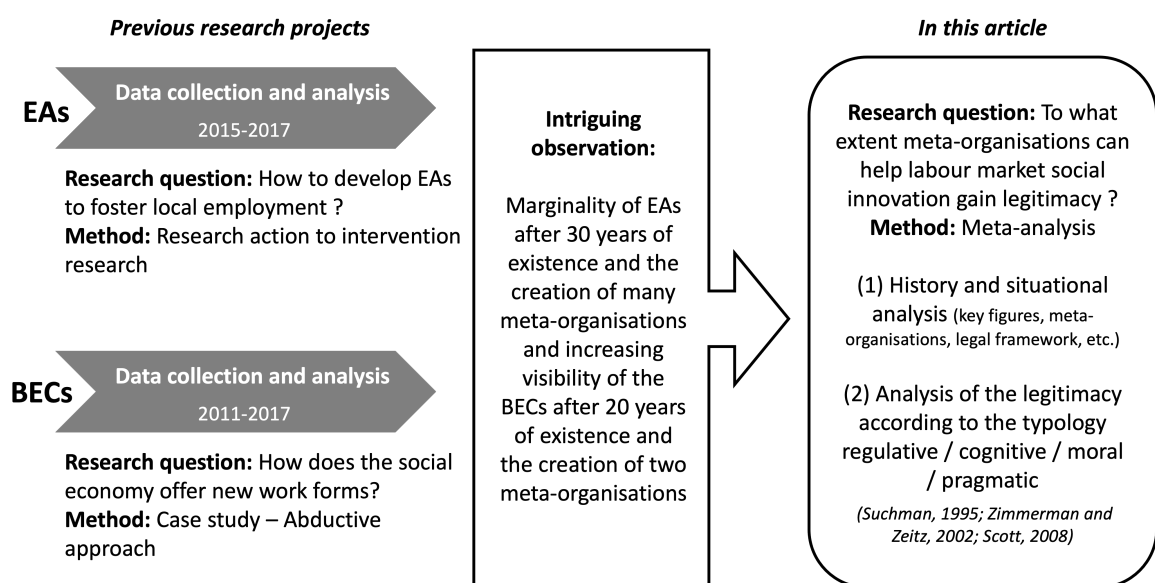 Previous research projects
EAs
Data collection and analysis
2015-2017
Research question: How to develop EAs
to foster local employment ?
Method: Research action to intervention
research
BECs
Data collection and analysis
2011-2017
Research question: How does the social
economy offer new work forms?
Method: Case study – Abductive
approach
Intriguing
observation:
Marginality of EAs
after 30 years of
existence and the
creation of many
meta-organisations
and increasing
visibility of the
BECs after 20 years
of existence and
the creation of two
meta-organisations
In this article
Research question: To what
extent meta-organisations can
help labour market social
innovation gain legitimacy ?
Method: Meta-analysis
(1) History and situational
analysis (key figures, meta-
organisations, legal framework, etc.)
(2) Analysis of the legitimacy
according to the typology
regulative / cognitive / moral
/ pragmatic
(Suchman, 1995; Zimmerman and
Zeitz, 2002; Scott, 2008)